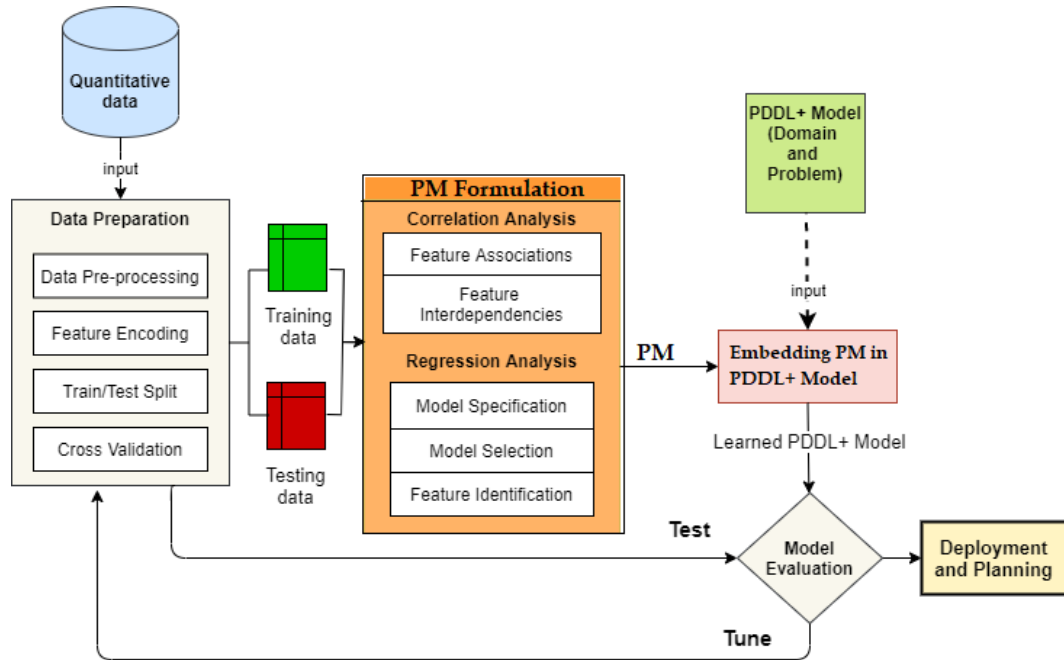 Quantitative
data
input
Data Preparation
Data Pre-processing
Feature Encoding
Train/Test Split
Cross Validation
Training
data
Testing
data
PM Formulation
Correlation Analysis
Feature Associations
Feature
Interdependencies
Regression Analysis
Model Specification
Model Selection
Feature Identification
PM
PDDL+ Model
(Domain
and
Problem)
input
Embedding PM in
PDDL+ Model
Learned PDDL+ Model
Test
Model
Evaluation
Deployment
and Planning
Tune